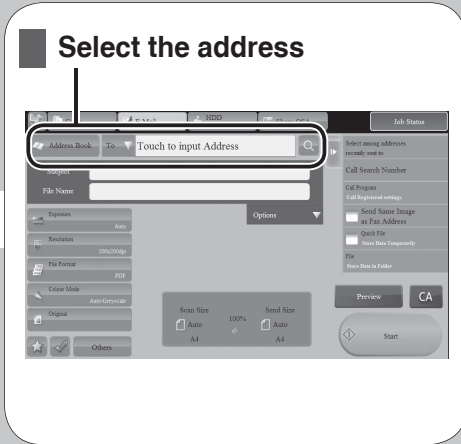 Select the address
E-Mail
HDD
Job Status
Address Book
To
Touch to input Address
Select among addresses
recently sent to
Subject
Call Search Number
File Name
Call Program
Call Registered settings
Send Same Image
as Fax Address
Options
Quick File
Store Data Temporarily
File
Store Data in Folder
Exposure
Auto
Resolution
200x200dpi
File Format
PDF
Colour Mode
Auto/Greyscale
Original
Scan Size
100%
Send Size
Auto
Auto
A4
A4
Preview
CA
Start
Others